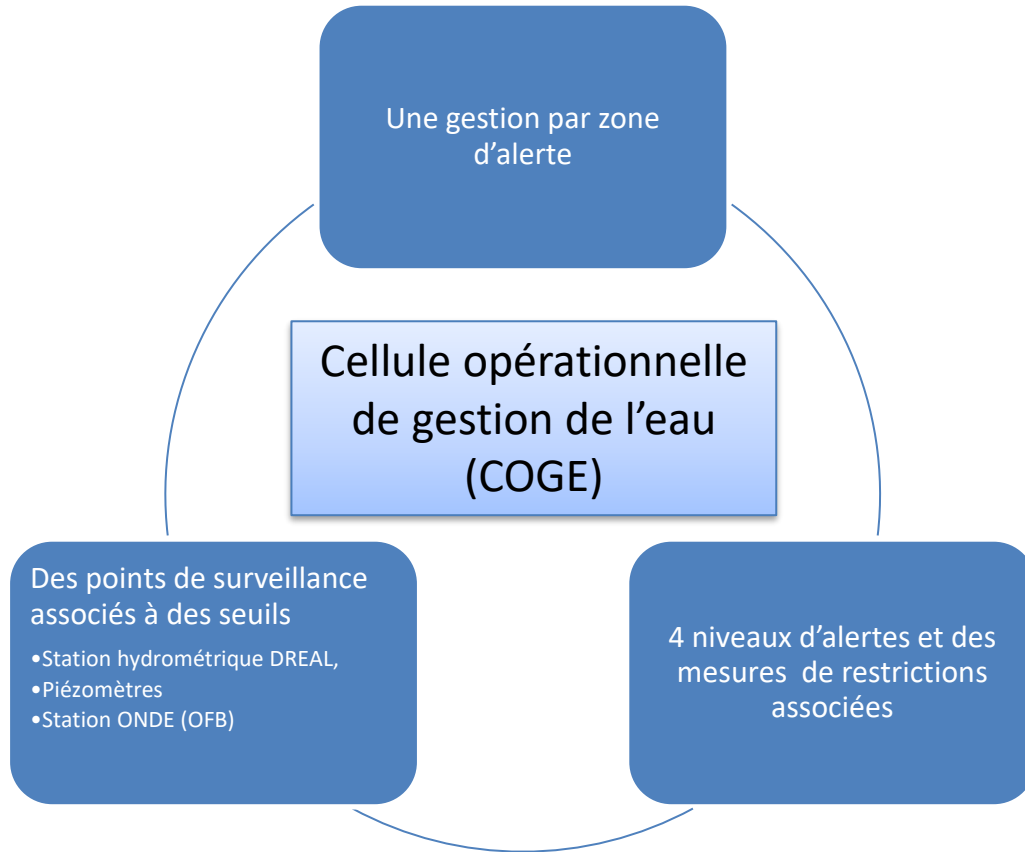 Une gestion par zone
d’alerte
Cellule opérationnelle
de gestion de l’eau
(COGE)
Des points de surveillance
associés à des seuils
•Station hydrométrique DREAL,
•Piézomètres
•Station ONDE (OFB)
4 niveaux d’alertes et des
mesures  de restrictions
associées